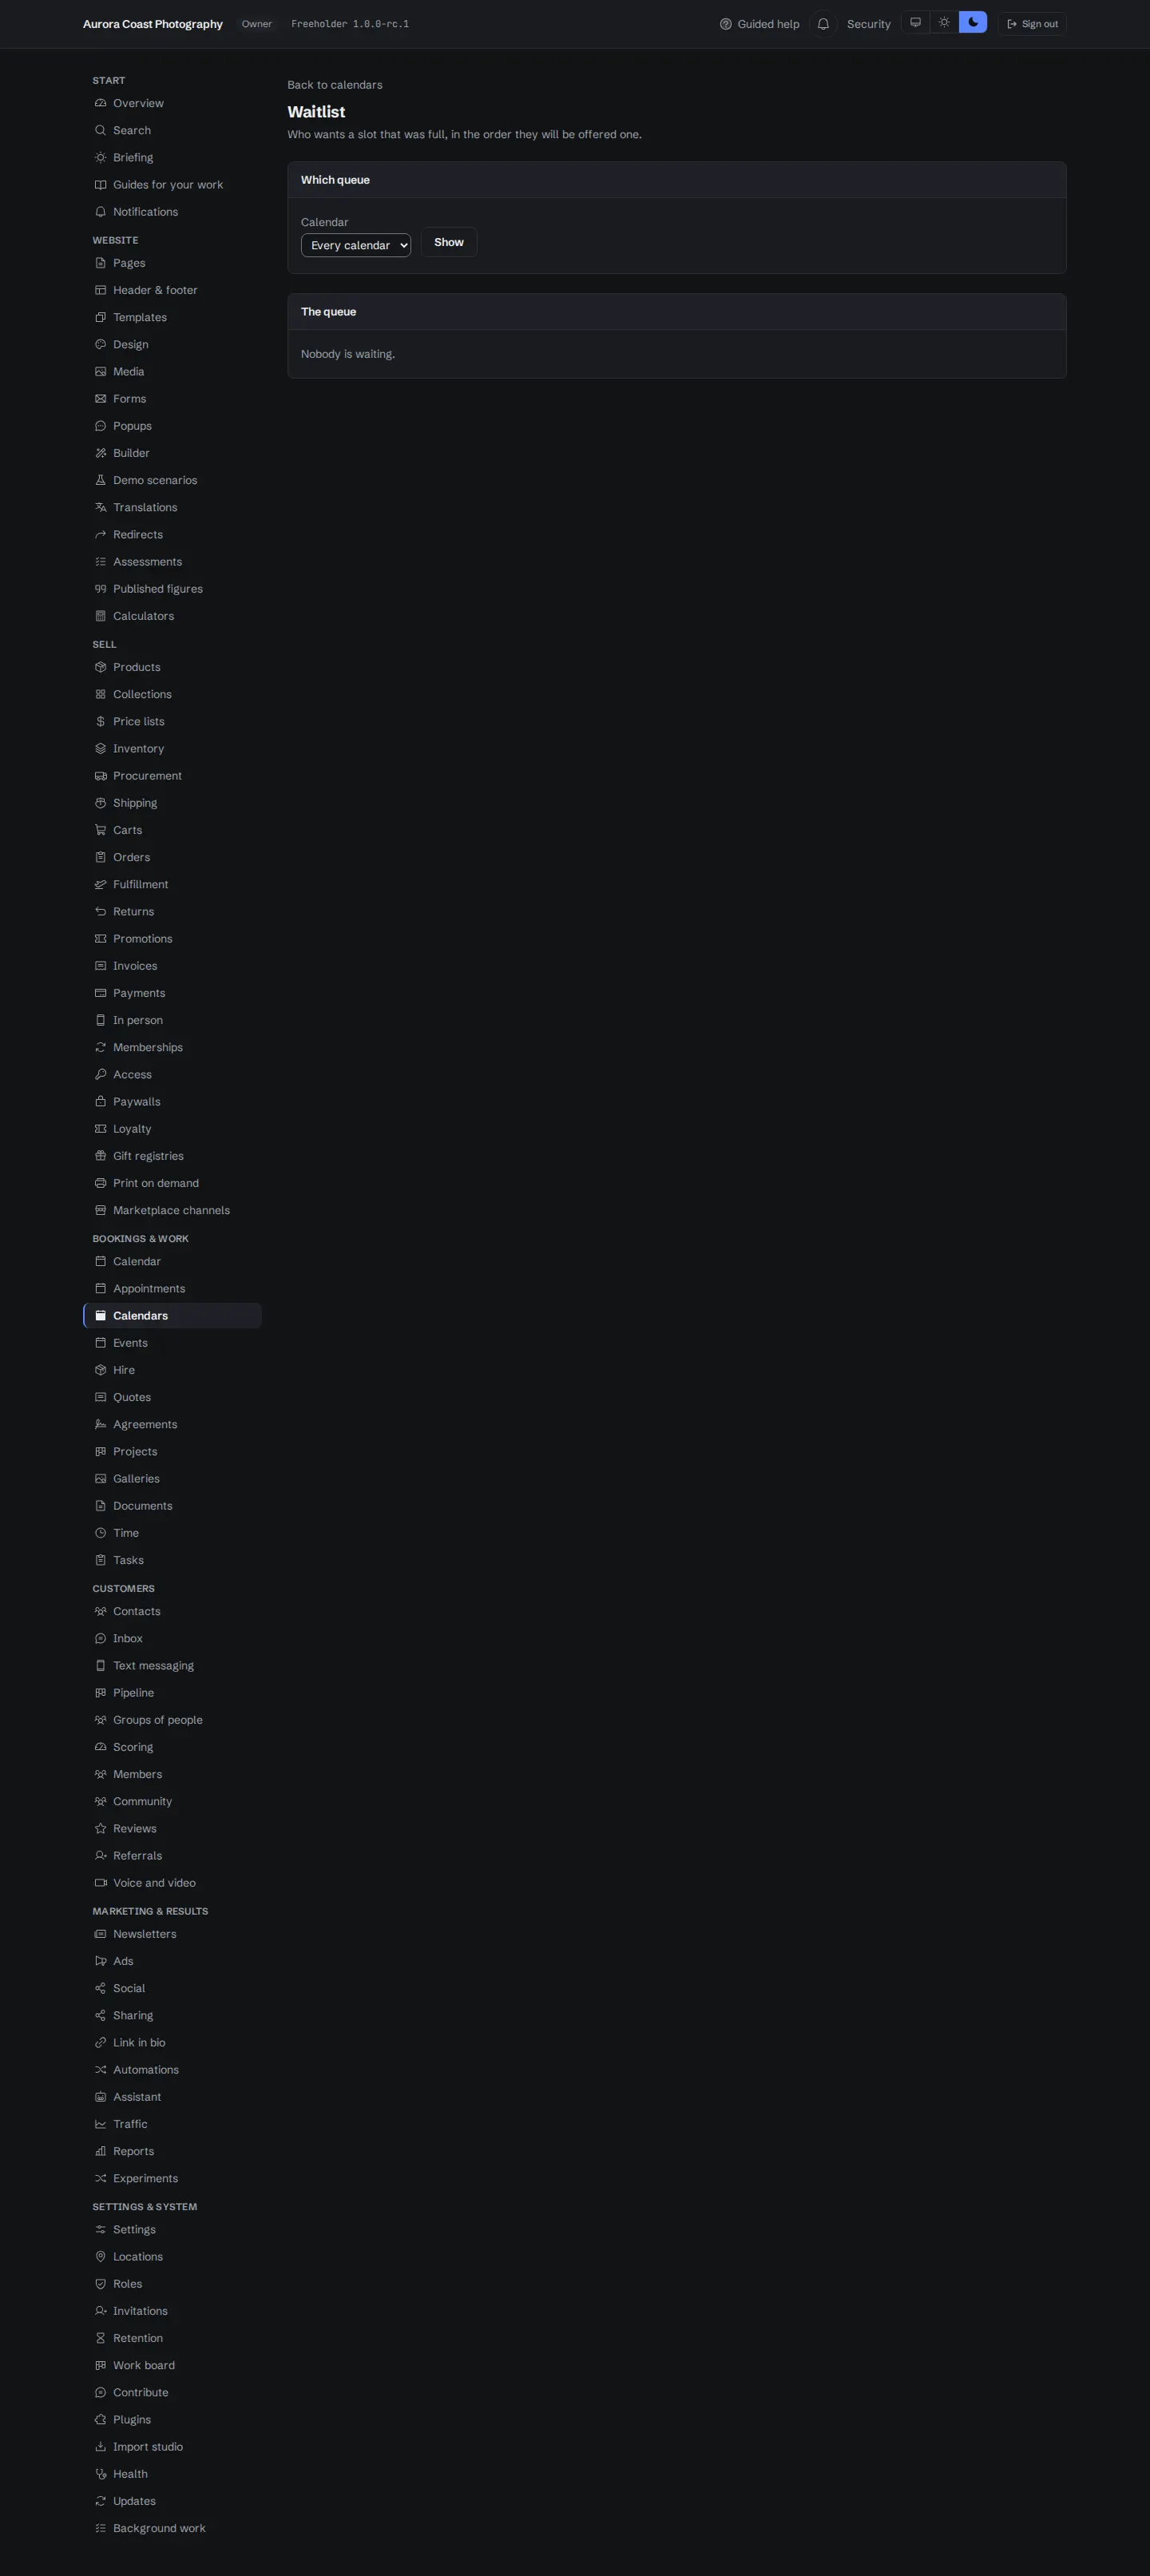 Aurora Coast Photography Owner Freeholder 1.0.0-rc.1 Guided help Security Sign out
START
Overview
Search
Briefing
Guides for your work
Notifications
WEBSITE
Pages
Header & footer
Templates
Design
Media
Forms
Popups
Builder
Demo scenarios
Translations
Redirects
Assessments
Published figures
Calculators
SELL
Products
Collections
Price lists
Inventory
Procurement
Shipping
Carts
Orders
Fulfillment
Returns
Promotions
Invoices
Payments
In person
Memberships
Access
Paywalls
Loyalty
Gift registries
Print on demand
Marketplace channels
BOOKINGS & WORK
Calendar
Appointments
Calendars
Events
Hire
Quotes
Agreements
Projects
Galleries
Documents
Time
Tasks
CUSTOMERS
Contacts
Inbox
Text messaging
Pipeline
Groups of people
Scoring
Members
Community
Reviews
Referrals
Voice and video
MARKETING & RESULTS
Newsletters
Ads
Social
Sharing
Link in bio
Automations
Assistant
Traffic
Reports
Experiments
SETTINGS & SYSTEM
Settings
Locations
Roles
Invitations
Retention
Work board
Contribute
Plugins
Import studio
Health
Updates
Background work
Back to calendars
Waitlist
Who wants a slot that was full, in the order they will be offered one.
Which queue
Calendar
Every calendar Show
The queue
Nobody is waiting.